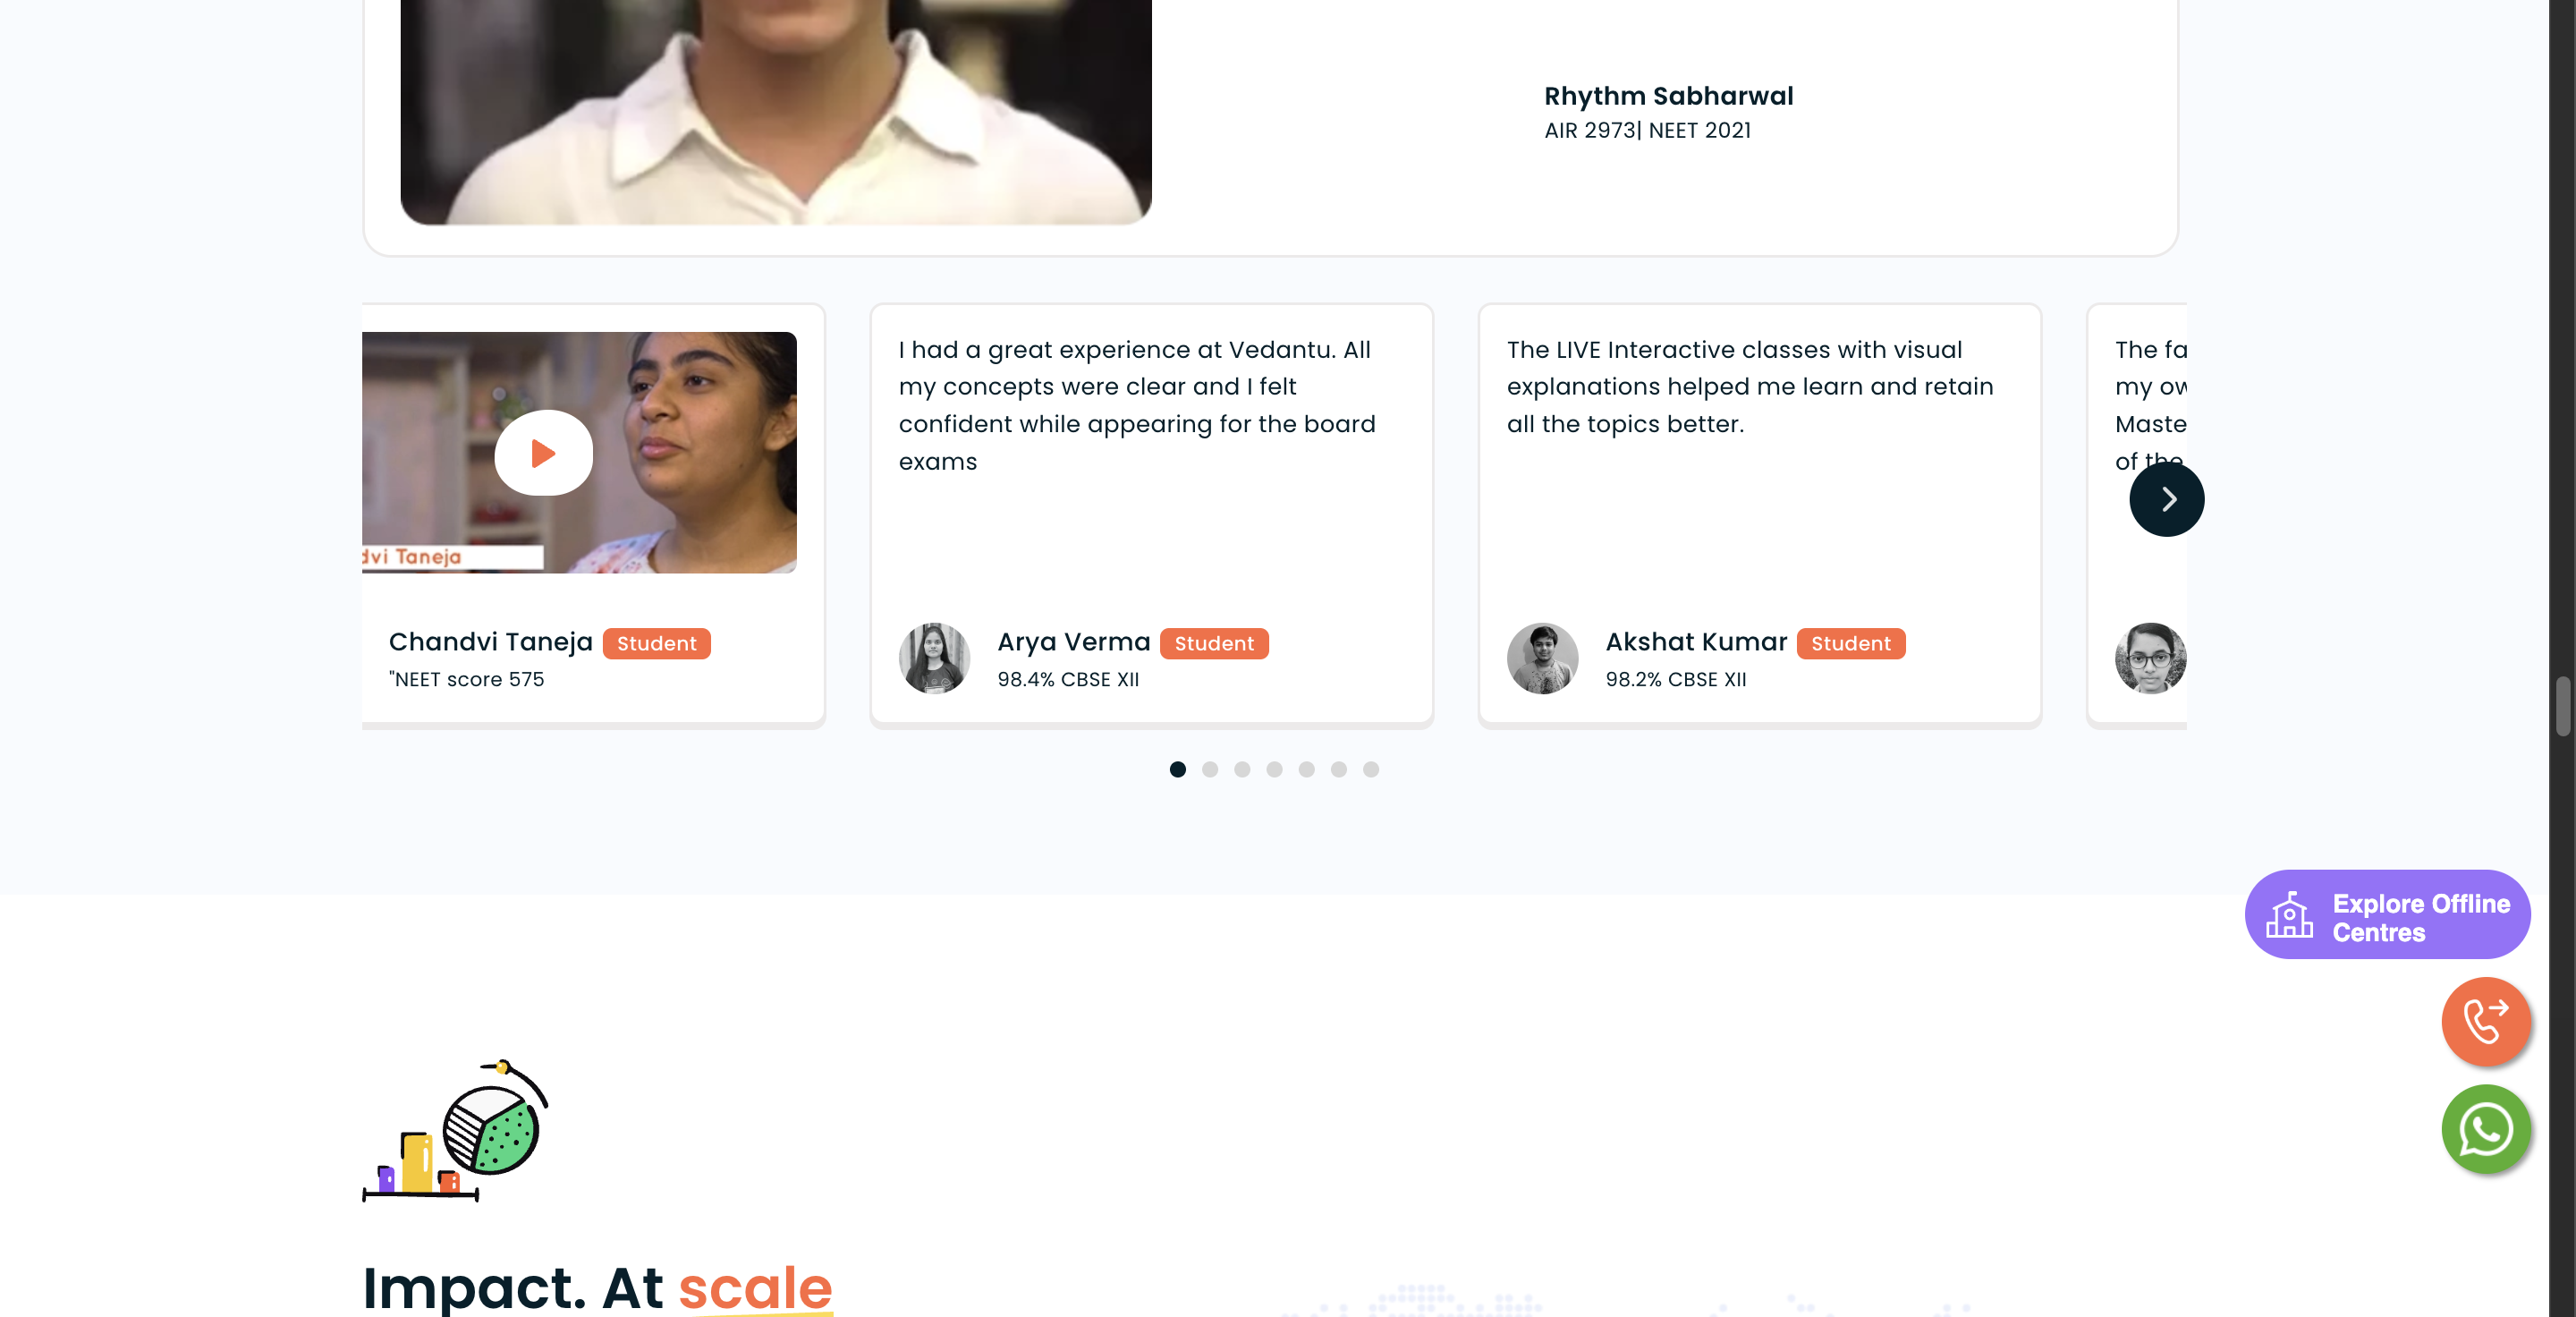 Rhythm Sabharwal
AIR 2973| NEET 2021
dvi Taneja
Chandvi Taneja Student
"NEET score 575
I had a great experience at Vedantu. All
my concepts were clear and I felt
confident while appearing for the board
exams
Arya Verma Student
98.4% CBSE XII
The LIVE Interactive classes with visual
explanations helped me learn and retain
all the topics better.
Akshat Kumar Student
98.2% CBSE XII
The fa
my ow
Maste
of the
Explore Offline
Centres
Impact. At scale